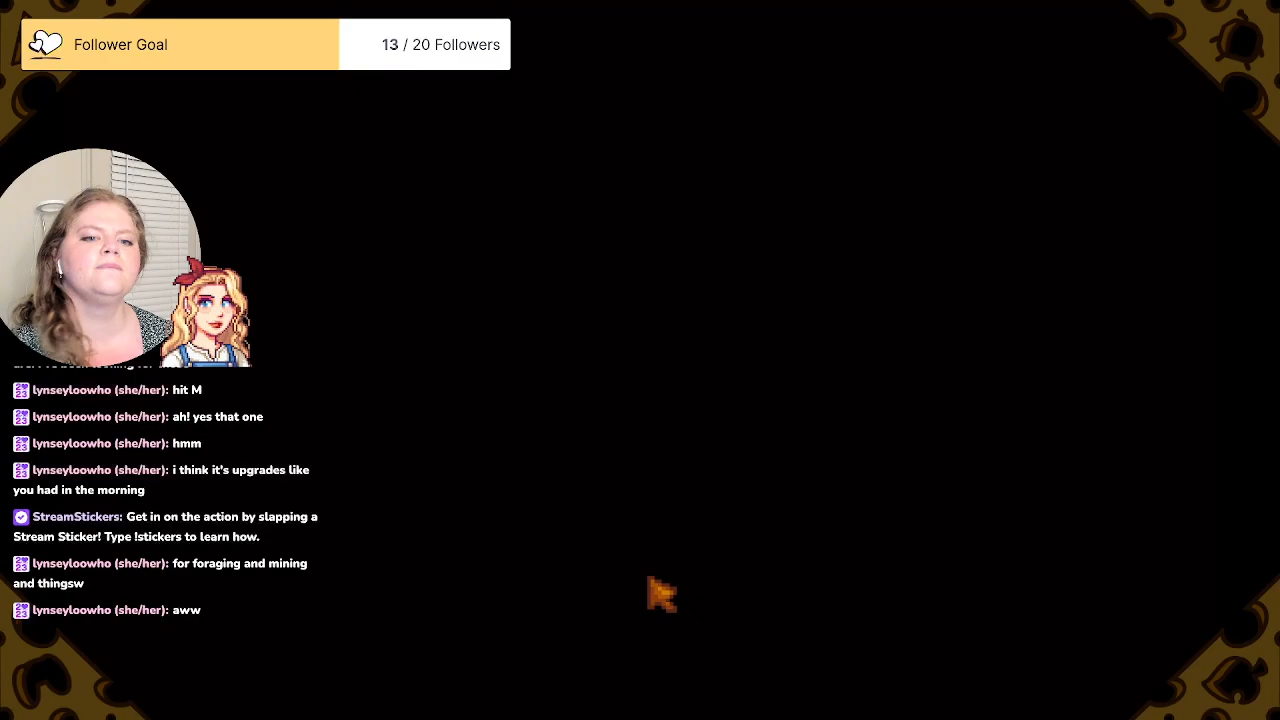 Follower Goal
13 / 20 Followers
lynseyloowho (she/her): hit M
lynseyloowho (she/her): ah! yes that one
lynseyloowho (she/her): hmm
lynseyloowho (she/her): i think it's upgrades like
you had in the morning
StreamStickers: Get in on the action by slapping a
Stream Sticker! Type !stickers to learn how.
lynseyloowho (she/her): for foraging and mining
and thingsw
lynseyloowho (she/her): aww